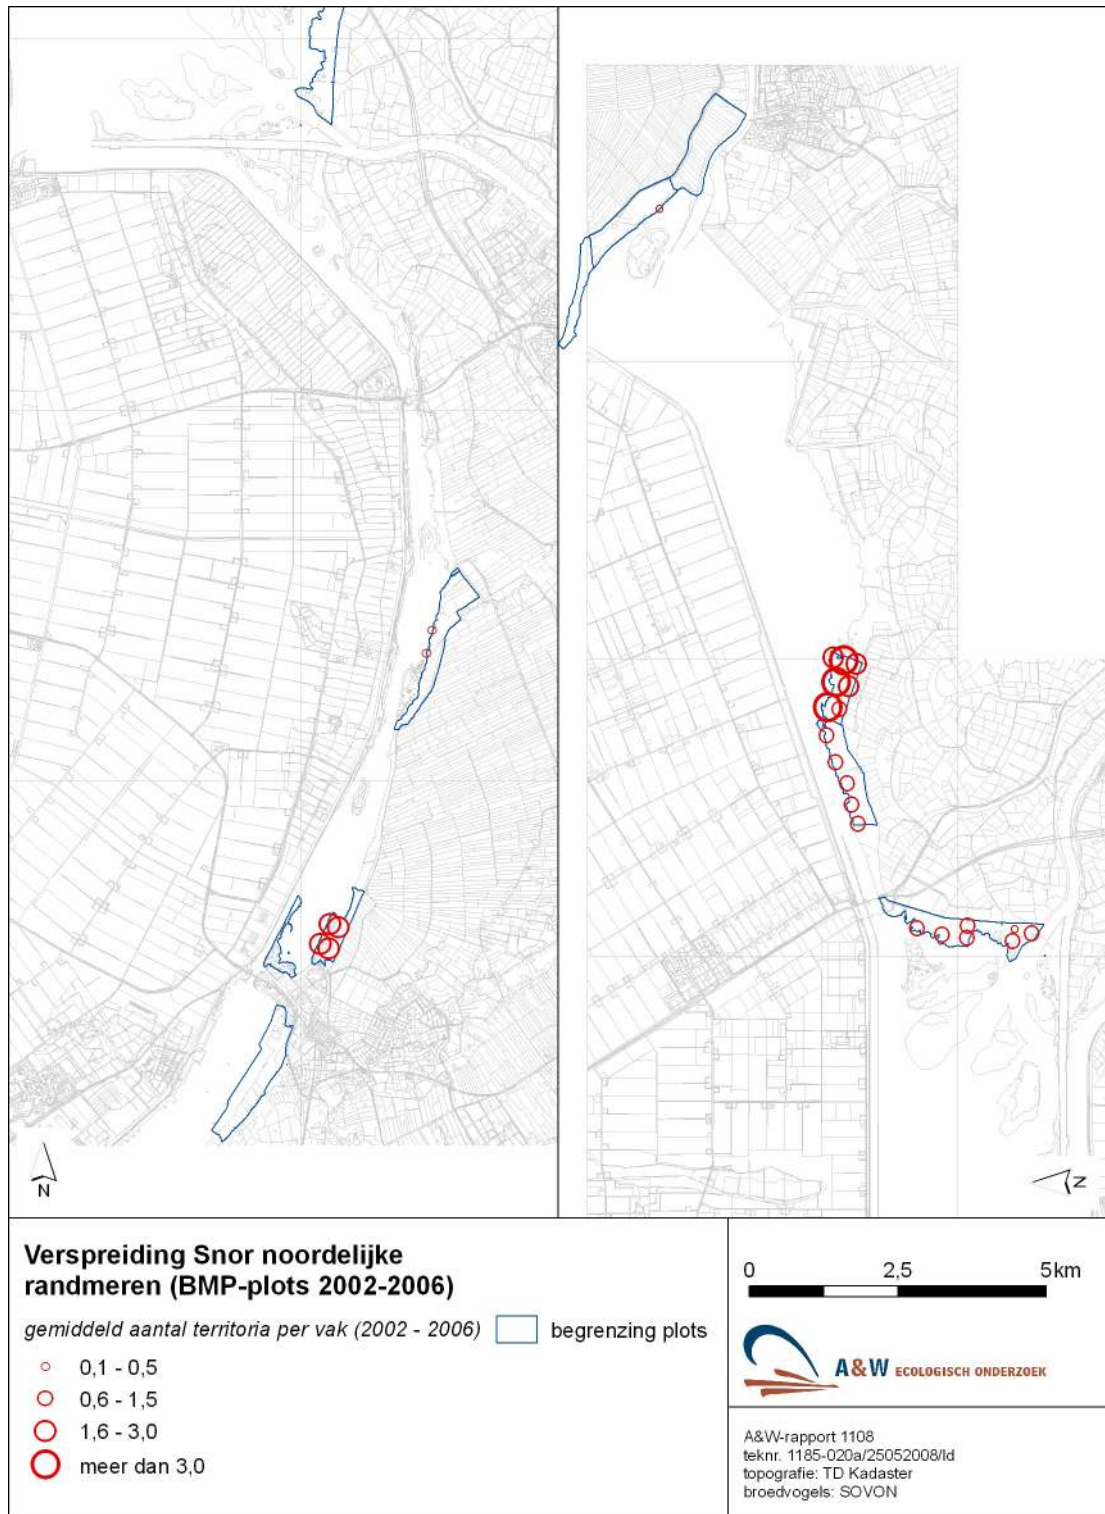 N
N
Verspreiding Snor noordelijke
randmeren (BMP-plots 2002-2006)
gemiddeld aantal territoria per vak (2002 - 2006)
begrenzing plots
0,1 - 0,5
0,6 - 1,5
1,6 - 3,0
meer dan 3,0
0 2,5 5km
A&W ECOLOGISCH ONDERZOEK
A&W-rapport 1108
teknr. 1185-020a/25052008/ld
topografie: TD Kadaster
broedvogels: SOVON